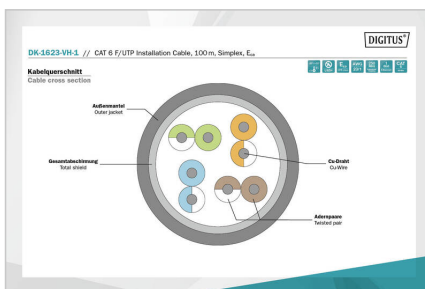 DIGITUS®
DK-1623-VH-1 // CAT 6 F/UTP Installation Cable, 100 m, Simplex, Eca
Kabelquerschnitt
Cable cross section
Außenmantel
Outer jacket
Gesamtabschirmung
Total shield
Cu-Draht
Cu-Wire
Adernpaare
Twisted pair